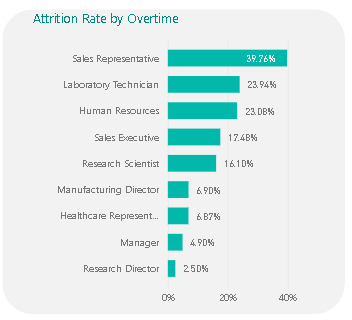 Attrition Rate by Overtime
Sales Representative 39.76%
Laboratory Technician 23.94%
Human Resources 23.08%
Sales Executive 17.48%
Research Scientist 16.10%
Manufacturing Director 6.90%
Healthcare Represent... 6.87%
Manager 4.90%
Research Director 2.50%
0% 20% 40%